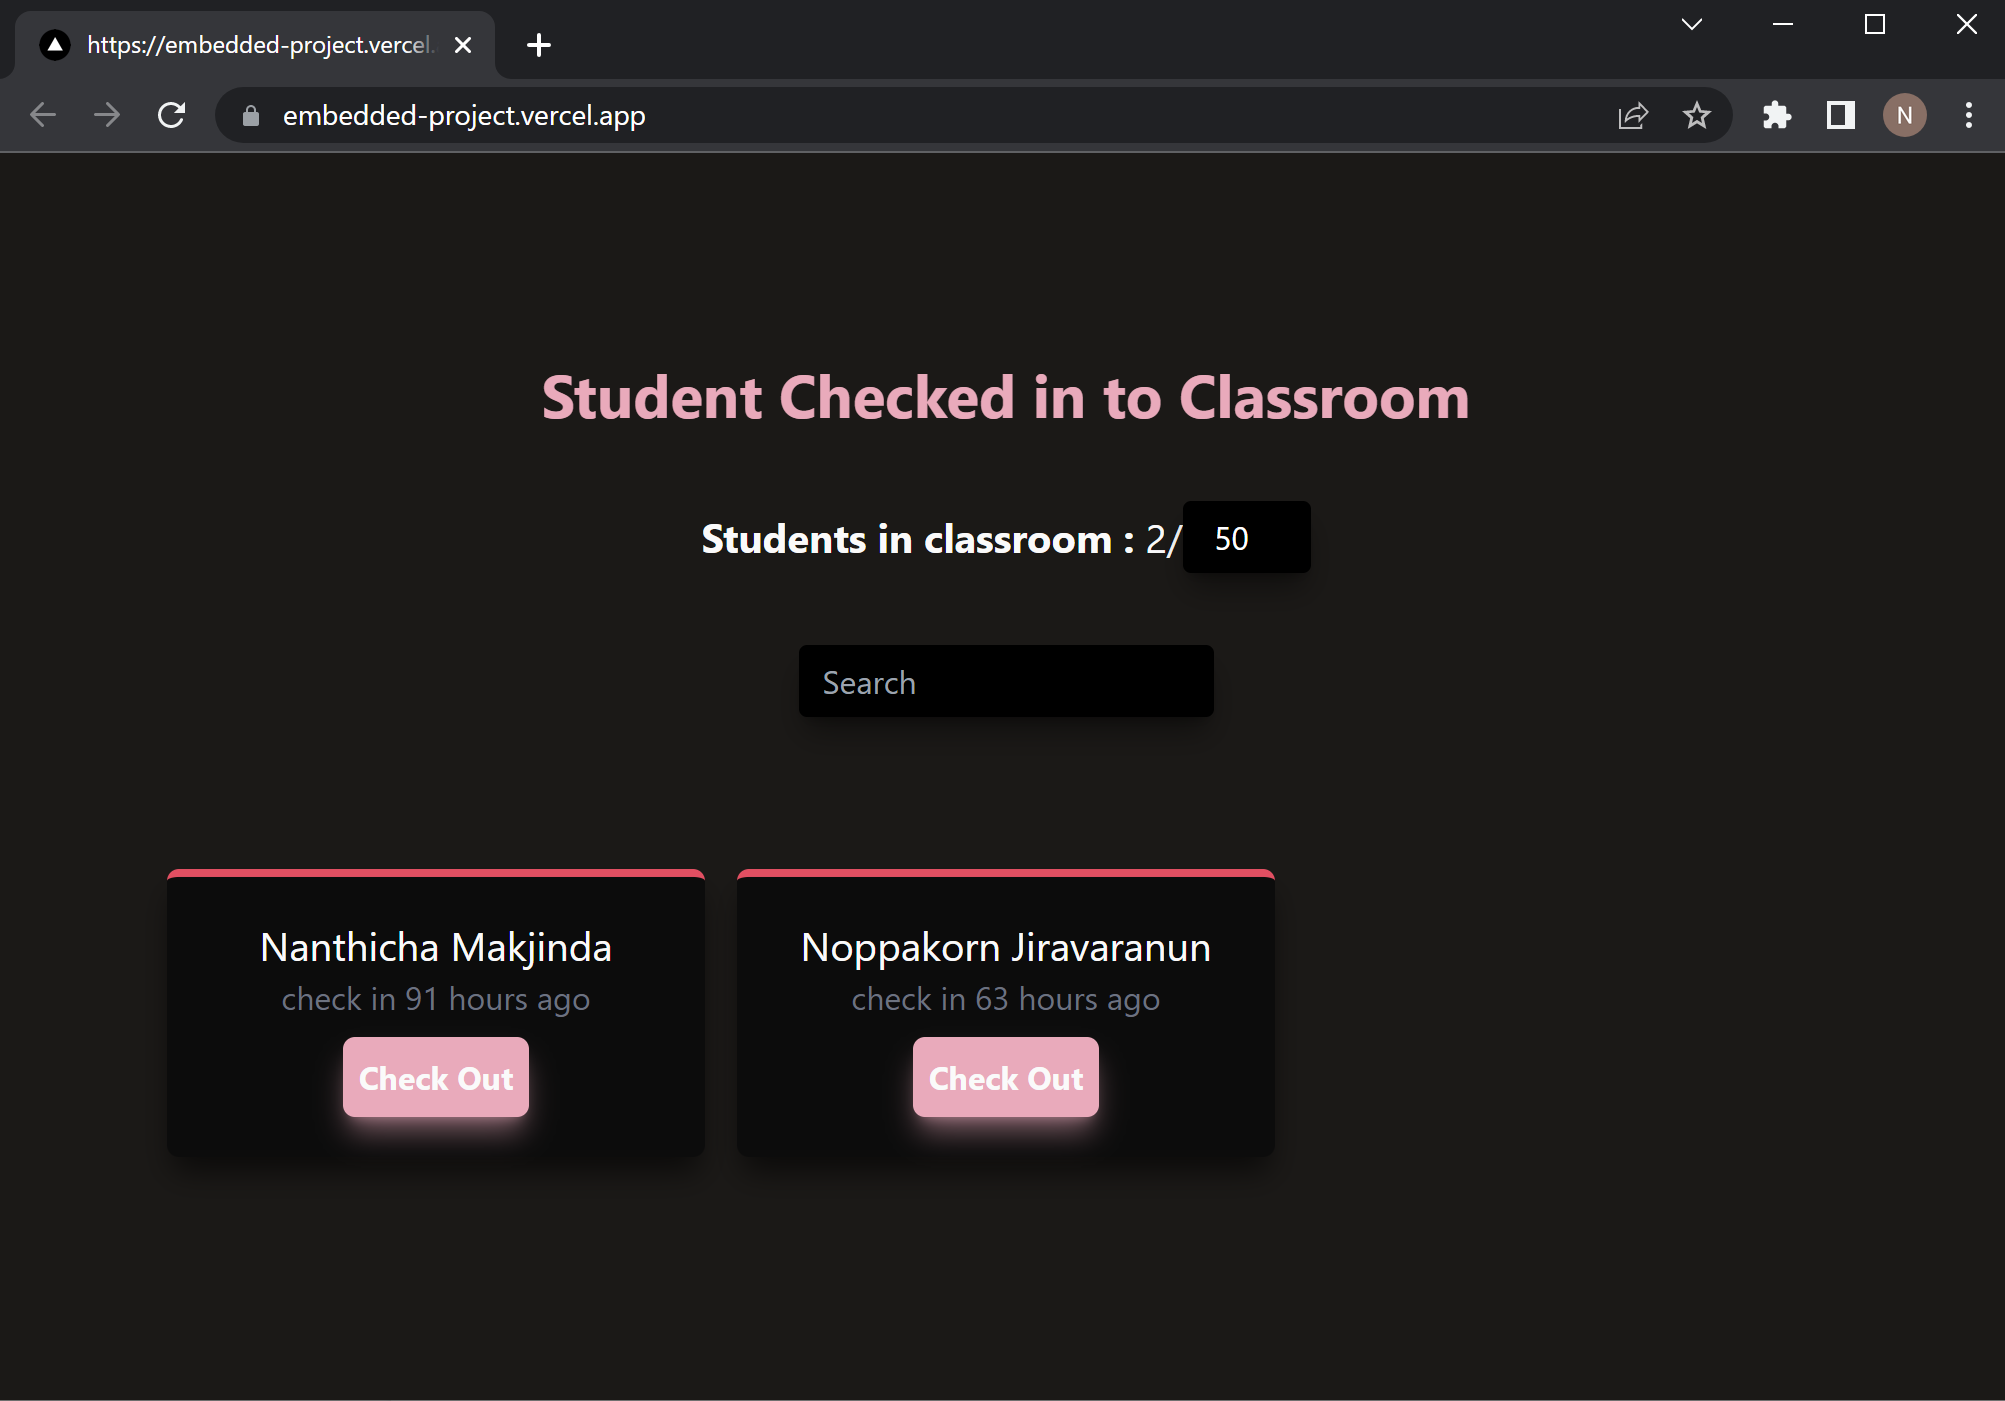 https://embedded-project.vercel.
embedded-project.vercel.app
N
Student Checked in to Classroom
Students in classroom : 2/ 50
Search
Nanthicha Makjinda
check in 91 hours ago
Check Out
Noppakorn Jiravaranun
check in 63 hours ago
Check Out